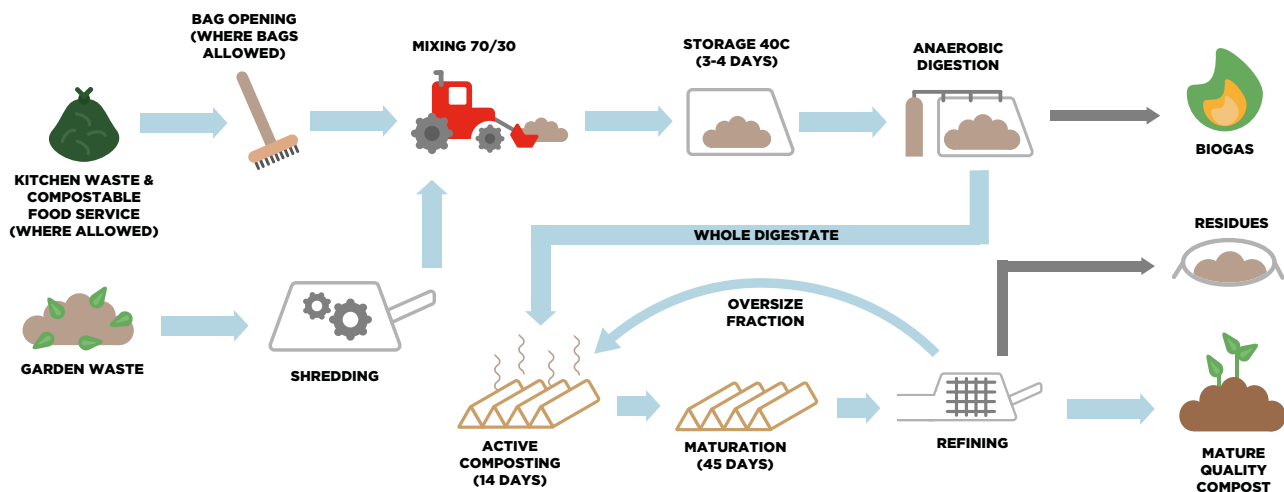 BAG OPENING
(WHERE BAGS
ALLOWED)
MIXING 70/30
STORAGE 40C
(3-4 DAYS)
ANAEROBIC
DIGESTION
BIOGAS
KITCHEN WASTE &
COMPOSTABLE
FOOD SERVICE
(WHERE ALLOWED)
WHOLE DIGESTATE
RESIDUES
OVERSIZE
FRACTION
GARDEN WASTE
SHREDDING
ACTIVE
COMPOSTING
(14 DAYS)
MATURATION
(45 DAYS)
REFINING
MATURE
QUALITY
COMPOST